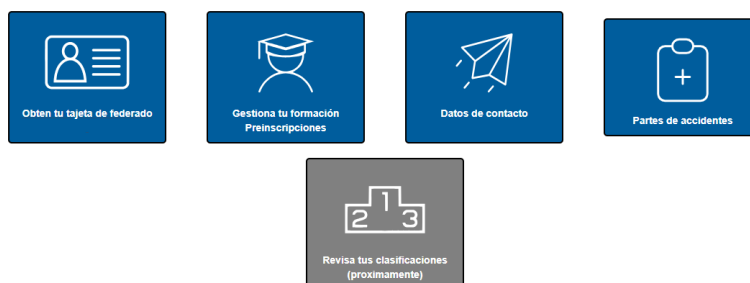 Obten tu tajeta de federado
Gestiona tu formación
Preinscripciones
Datos de contacto
Partes de accidentes
1
2 3
Revisa tus clasificaciones
(proximamente)